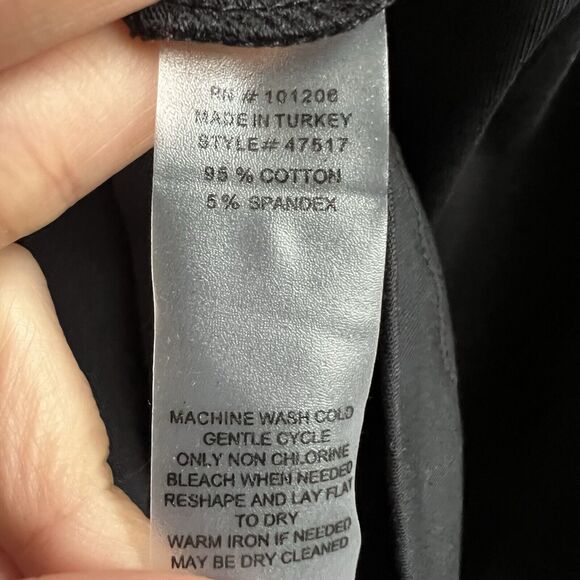 RN # 101206
MADE IN TURKEY
STYLE# 47517
95 % COTTON
5 % SPANDEX
MACHINE WASH COLD
GENTLE CYCLE
ONLY NON CHLORINE
BLEACH WHEN NEEDED
RESHAPE AND LAY FLAT
TO DRY
WARM IRON IF NEEDED
MAY BE DRY CLEANED